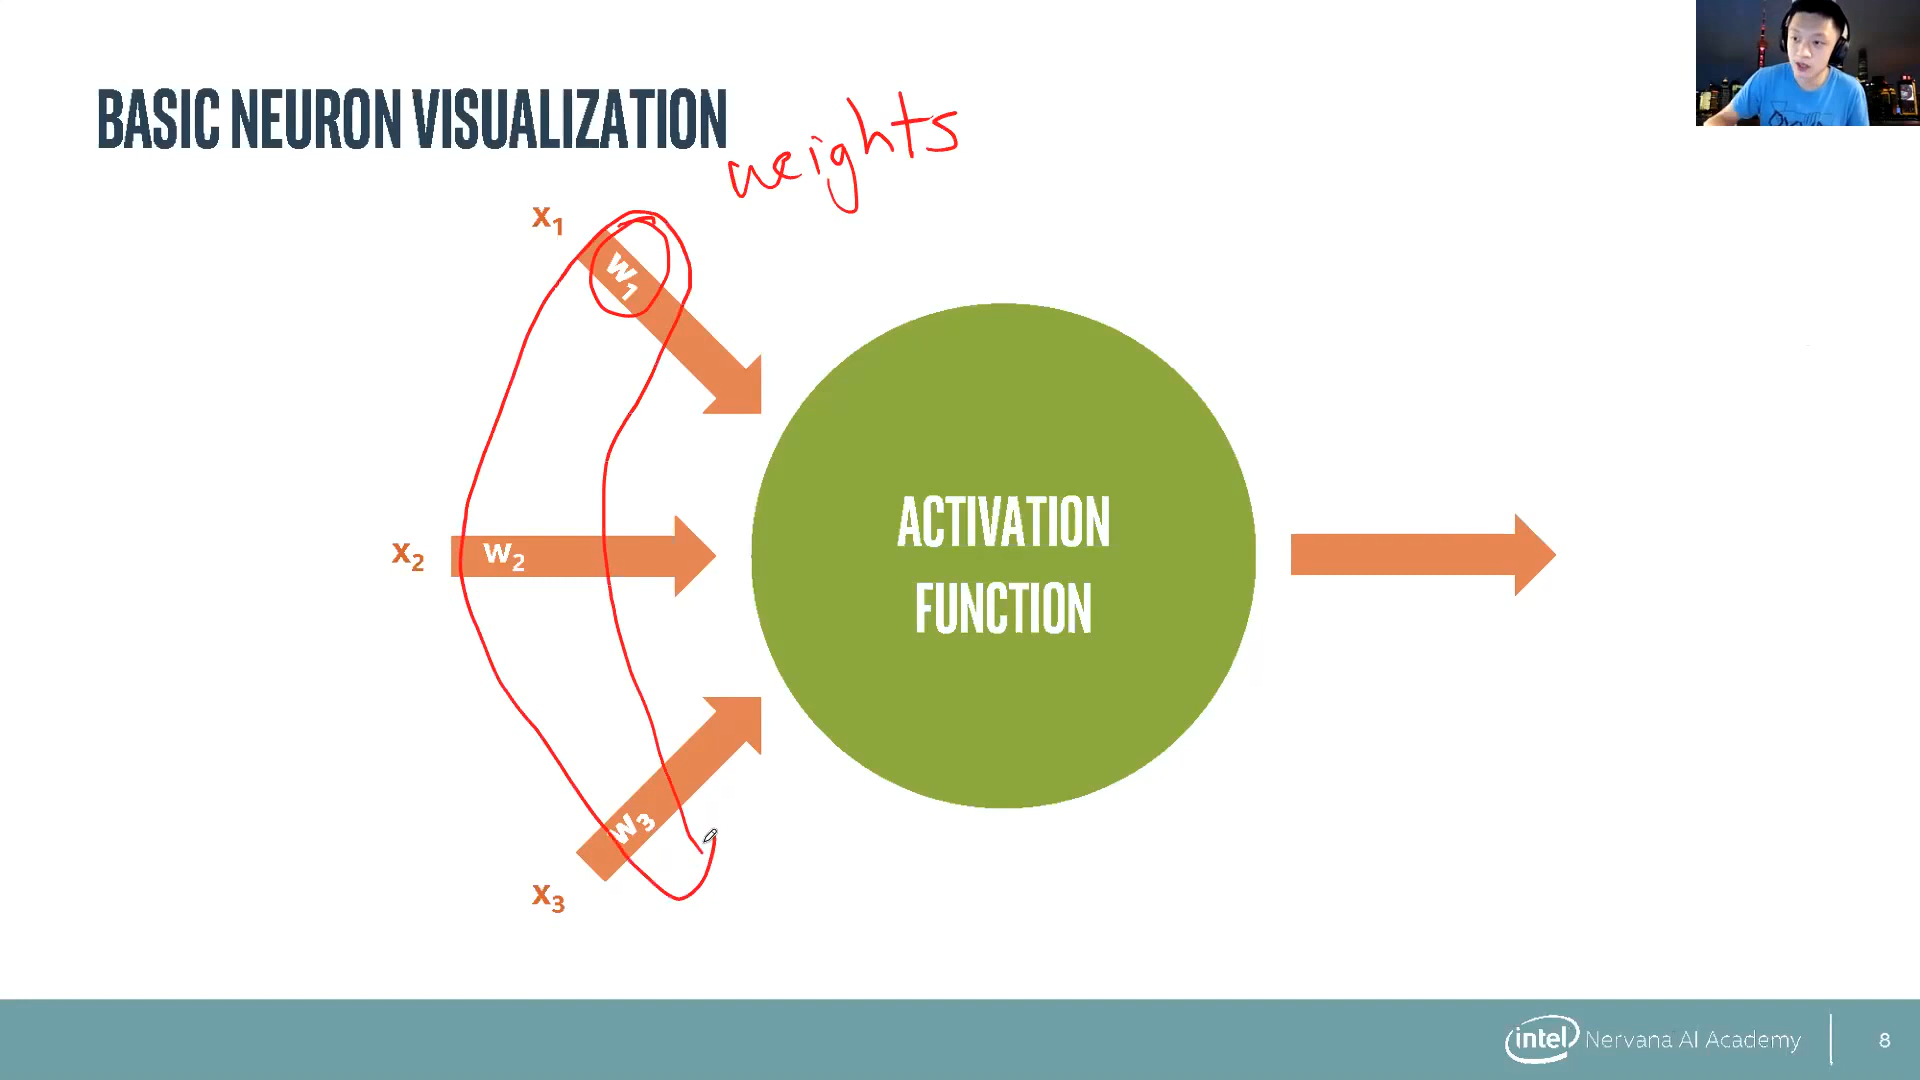 BASIC NEURON VISUALIZATION
weights
x1
w1
x2
w2
ACTIVATION
FUNCTION
w3
x3
intel Nervana AI Academy
8